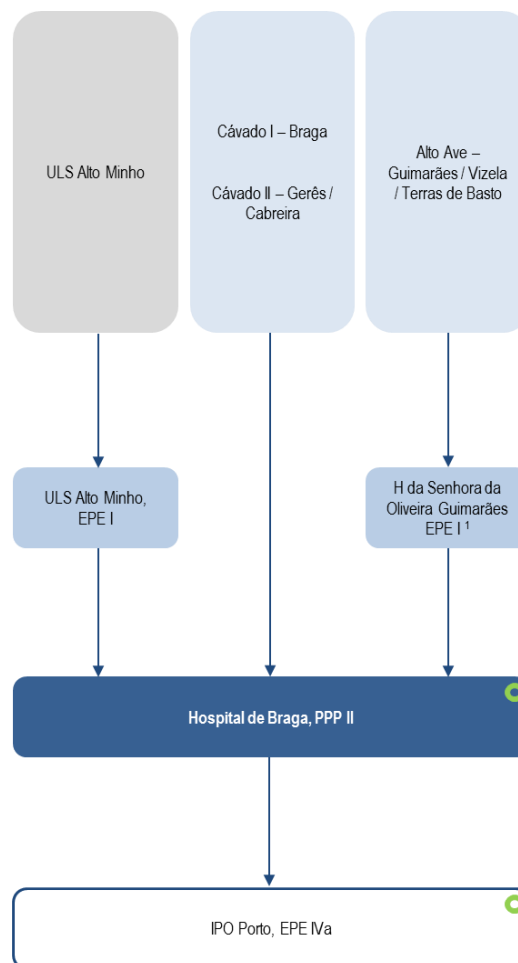 ULS Alto Minho
Cávado I – Braga
Cávado II – Gerês /
Cabreira
Alto Ave –
Guimarães / Vizela
/ Terras de Basto
ULS Alto Minho,
EPE I
H da Senhora da
Oliveira Guimarães
EPE I ¹
Hospital de Braga, PPP II
IPO Porto, EPE IVa